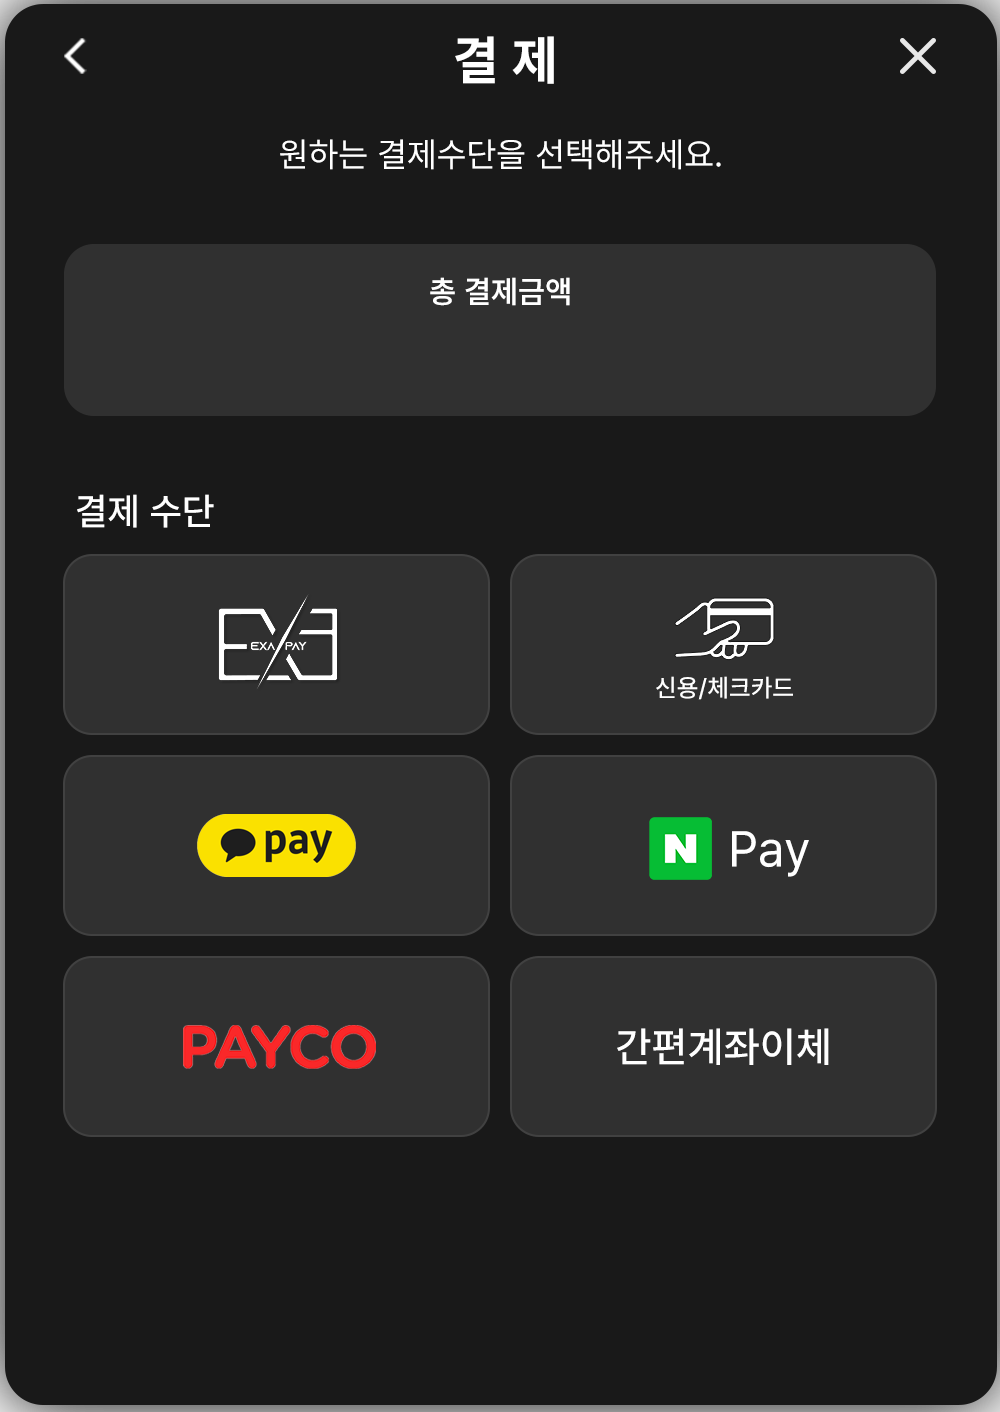 결 제
원하는 결제수단을 선택해주세요.
총 결제금액
결제 수단
EXA PAY
신용/체크카드
pay
N Pay
PAYCO
간편계좌이체